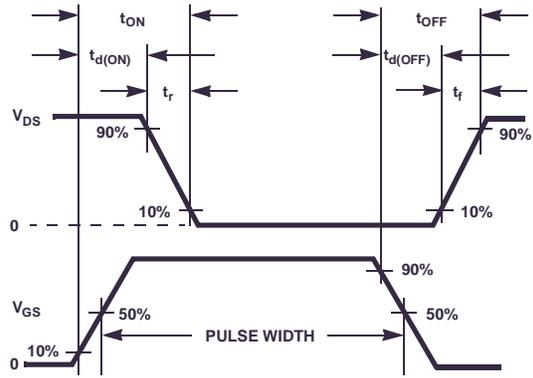 tON tOFF
td(ON) td(OFF)
tr tf
VDS
90% 90%
10% 10%
0
90%
VGS 50% 50%
PULSE WIDTH
10%
0